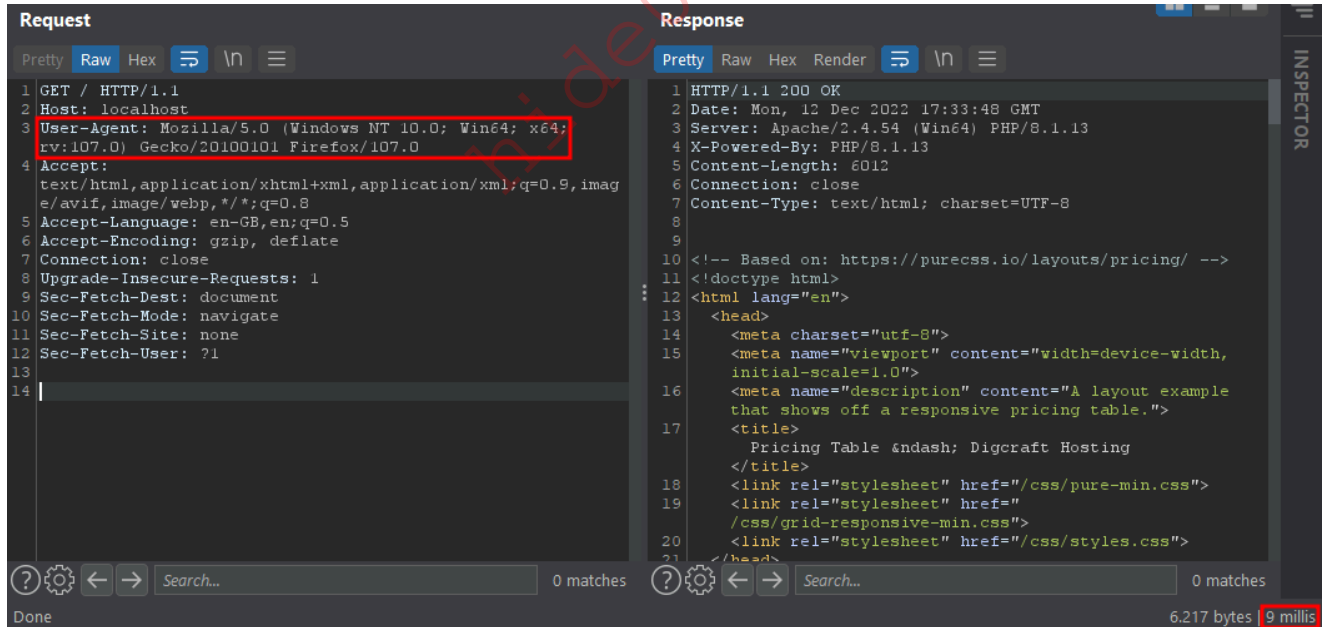 Request
Pretty Raw Hex \n
1 GET / HTTP/1.1
2 Host: localhost
3 User-Agent: Mozilla/5.0 (Windows NT 10.0; Win64; x64;
rv:107.0) Gecko/20100101 Firefox/107.0
4 Accept:
text/html,application/xhtml+xml,application/xml;q=0.9,imag
e/avif,image/webp,*/*;q=0.8
5 Accept-Language: en-GB,en;q=0.5
6 Accept-Encoding: gzip, deflate
7 Connection: close
8 Upgrade-Insecure-Requests: 1
9 Sec-Fetch-Dest: document
10 Sec-Fetch-Mode: navigate
11 Sec-Fetch-Site: none
12 Sec-Fetch-User: ?1
13
14
Search... 0 matches
Done
Response
Pretty Raw Hex Render \n
1 HTTP/1.1 200 OK
2 Date: Mon, 12 Dec 2022 17:33:48 GMT
3 Server: Apache/2.4.54 (Win64) PHP/8.1.13
4 X-Powered-By: PHP/8.1.13
5 Content-Length: 6012
6 Connection: close
7 Content-Type: text/html; charset=UTF-8
8
9
10 <!-- Based on: https://purecss.io/layouts/pricing/ -->
11 <!doctype html>
12 <html lang="en">
13 <head>
14 <meta charset="utf-8">
15 <meta name="viewport" content="width=device-width,
initial-scale=1.0">
16 <meta name="description" content="A layout example
that shows off a responsive pricing table.">
17 <title>
Pricing Table &ndash; Digcraft Hosting
</title>
18 <link rel="stylesheet" href="/css/pure-min.css">
19 <link rel="stylesheet" href="
/css/grid-responsive-min.css">
20 <link rel="stylesheet" href="/css/styles.css">
21 </head>
Search... 0 matches
6.217 bytes | 9 millis
INSPECTOR